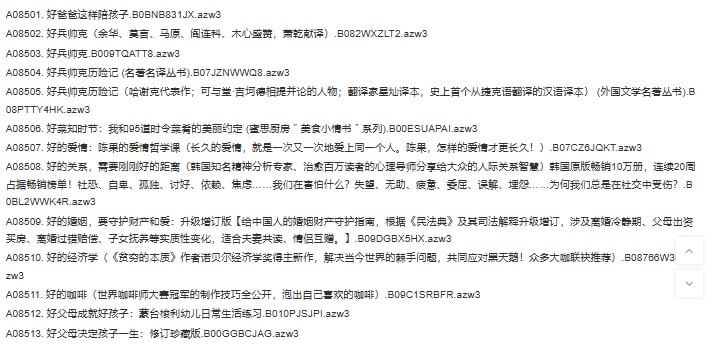 A08501. 好爸爸这样陪孩子.B0BNB831JX.azw3
A08502. 好兵帅克（余华、莫言、马原、阎连科、木心盛赞，萧乾献译）.B082WXZLT2.azw3
A08503. 好兵帅克.B009TQATT8.azw3
A08504. 好兵帅克历险记 (名著名译丛书).B07JZNWWQ8.azw3
A08505. 好兵帅克历险记（哈谢克代表作；可与堂·吉坷德相提并论的人物；翻译家星灿译本，史上首个从捷克语翻译的汉语译本） (外国文学名著丛书).B
08PTTY4HK.azw3
A08506. 好菜知时节：我和95道时令菜肴的美丽约定 (蜜思厨房＂美食小情书＂系列).B00ESUAPAI.azw3
A08507. 好的爱情：陈果的爱情哲学课（长久的爱情，就是一次又一次地爱上同一个人。陈果，怎样的爱情才更长久！）.B07CZ6JQKT.azw3
A08508. 好的关系，需要刚刚好的距离（韩国知名精神分析专家、治愈百万读者的心理导师分享给大众的人际关系智慧）韩国原版畅销10万册，连续20周
占据畅销榜单！社恐、自卑、孤独、讨好、依赖、焦虑……我们在害怕什么？失望、无助、疲惫、委屈、误解、埋怨……为何我们总是在社交中受伤？.B
0BL2WWK4R.azw3
A08509. 好的婚姻，要守护财产和爱：升级增订版【给中国人的婚姻财产守护指南，根据《民法典》及其司法解释升级增订，涉及离婚冷静期、父母出资
买房、离婚过错赔偿、子女抚养等实质性变化，适合夫妻共读、情侣互赠。】.B09DGBX5HX.azw3
A08510. 好的经济学（《贫穷的本质》作者诺贝尔经济学奖得主新作，解决当今世界的棘手问题，共同应对黑天鹅！众多大咖联袂推荐）.B08766W3
zw3
A08511. 好的咖啡（世界咖啡师大赛冠军的制作技巧全公开，泡出自己喜欢的咖啡）.B09C1SRBFR.azw3
A08512. 好父母成就好孩子：蒙台梭利幼儿日常生活练习.B010PJSJPI.azw3
A08513. 好父母决定孩子一生：修订珍藏版.B00GGBCJAG.azw3